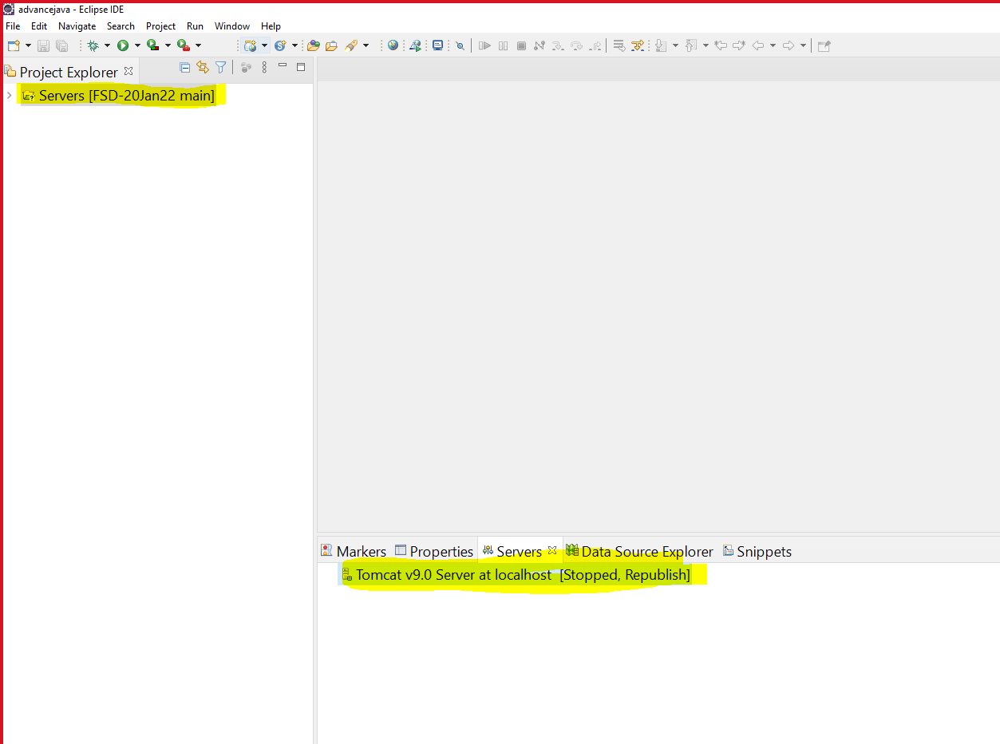 advancejava - Eclipse IDE
File Edit Navigate Search Project Run Window Help
Project Explorer
Servers [FSD-20Jan22 main]
Markers Properties Servers Data Source Explorer Snippets
Tomcat v9.0 Server at localhost [Stopped, Republish]